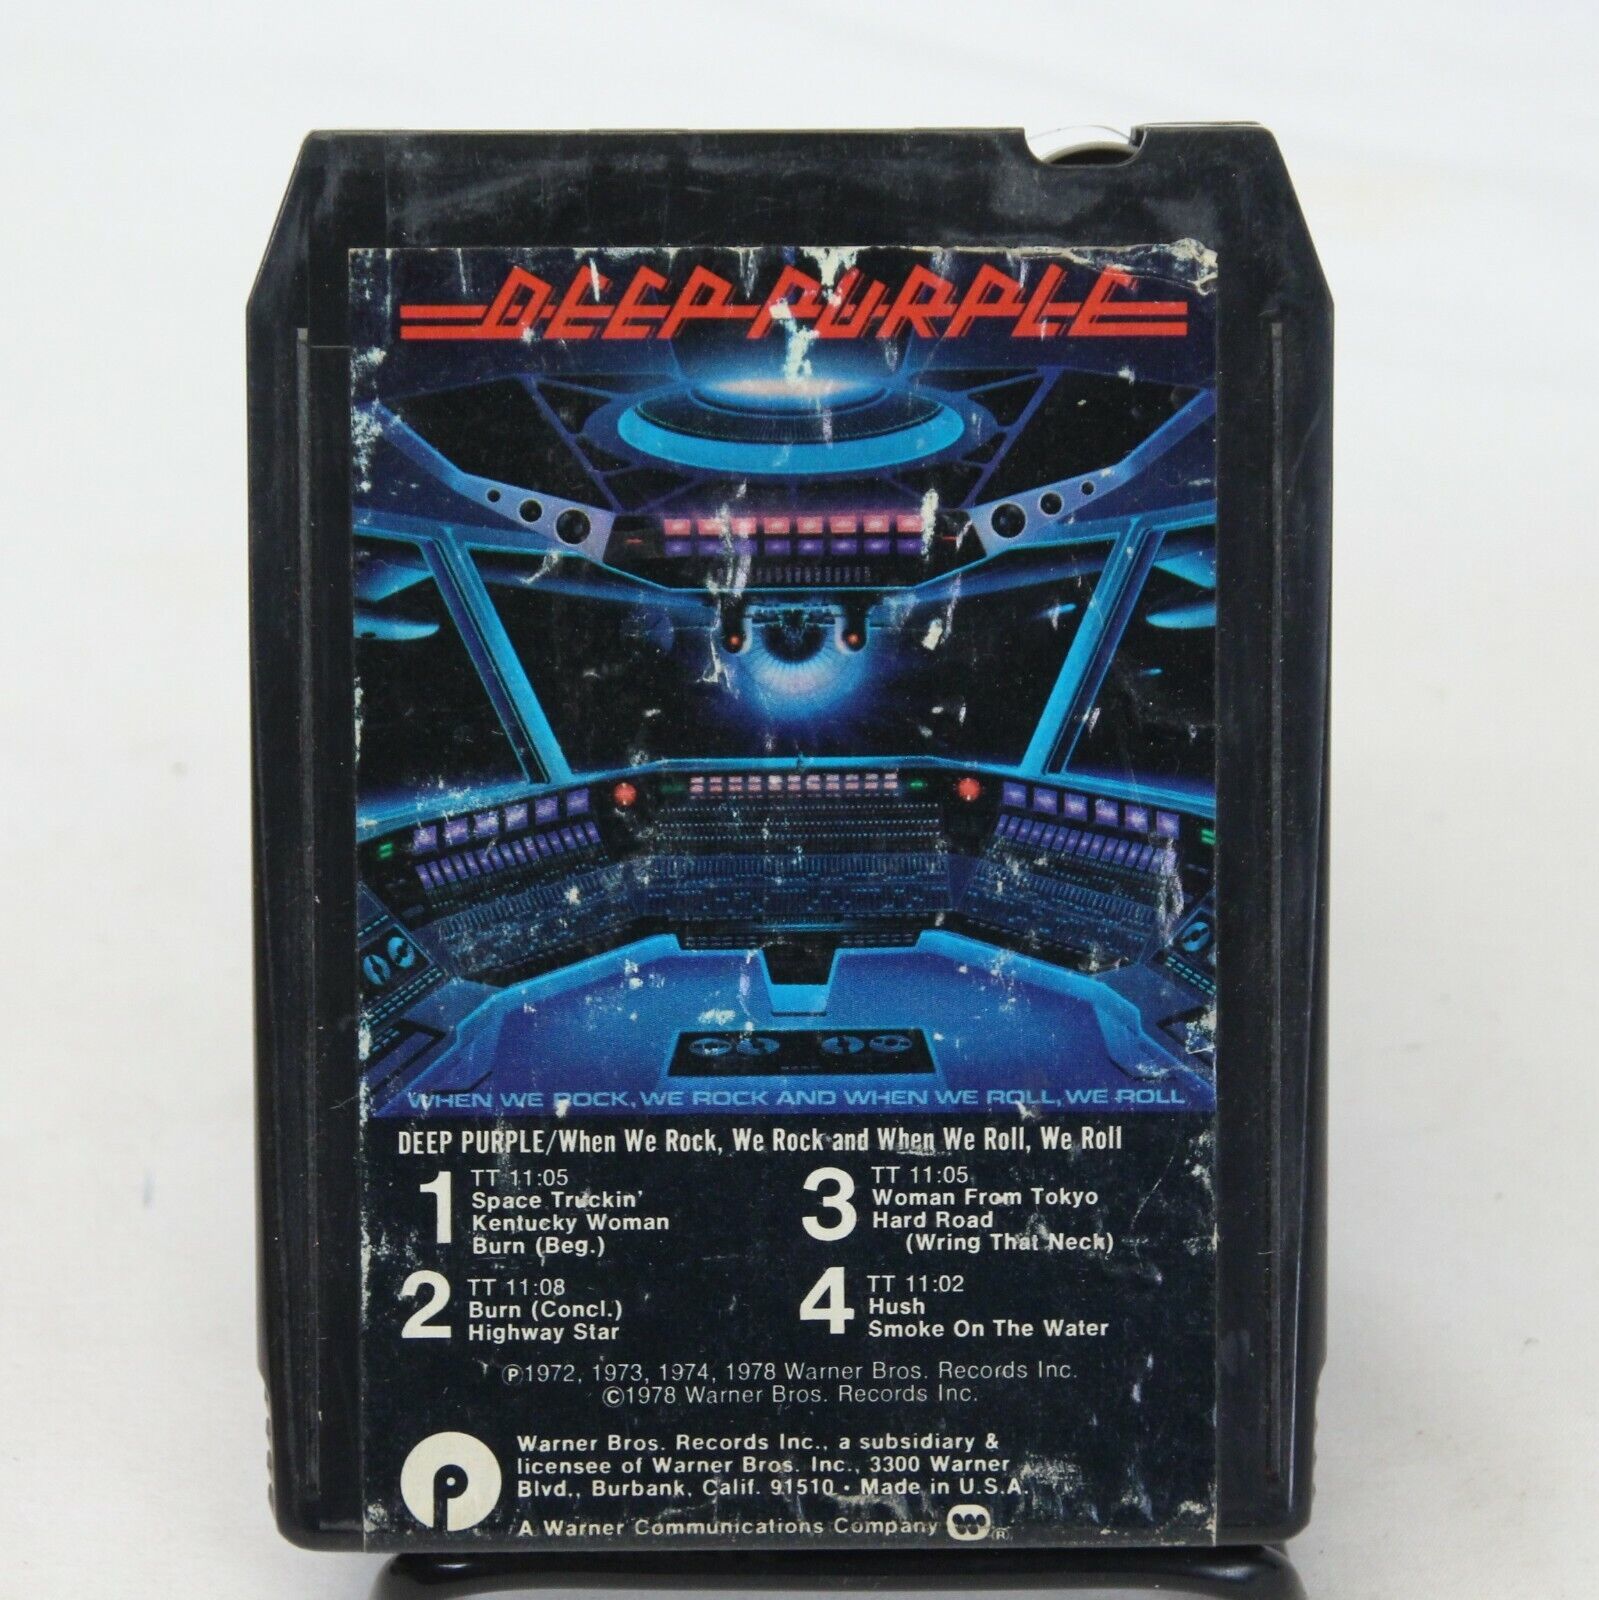 DEEP PURPLE
WHEN WE ROCK, WE ROCK AND WHEN WE ROLL, WE ROLL
DEEP PURPLE/When We Rock, We Rock and When We Roll, We Roll
1 TT 11:05
Space Truckin'
Kentucky Woman
Burn (Beg.)
2 TT 11:08
Burn (Concl.)
Highway Star
3 TT 11:05
Woman From Tokyo
Hard Road
(Wring That Neck)
4 TT 11:02
Hush
Smoke On The Water
℗1972, 1973, 1974, 1978 Warner Bros. Records Inc.
©1978 Warner Bros. Records Inc.
P
Warner Bros. Records Inc., a subsidiary &
licensee of Warner Bros. Inc., 3300 Warner
Blvd., Burbank, Calif. 91510 • Made in U.S.A.
A Warner Communications Company ®